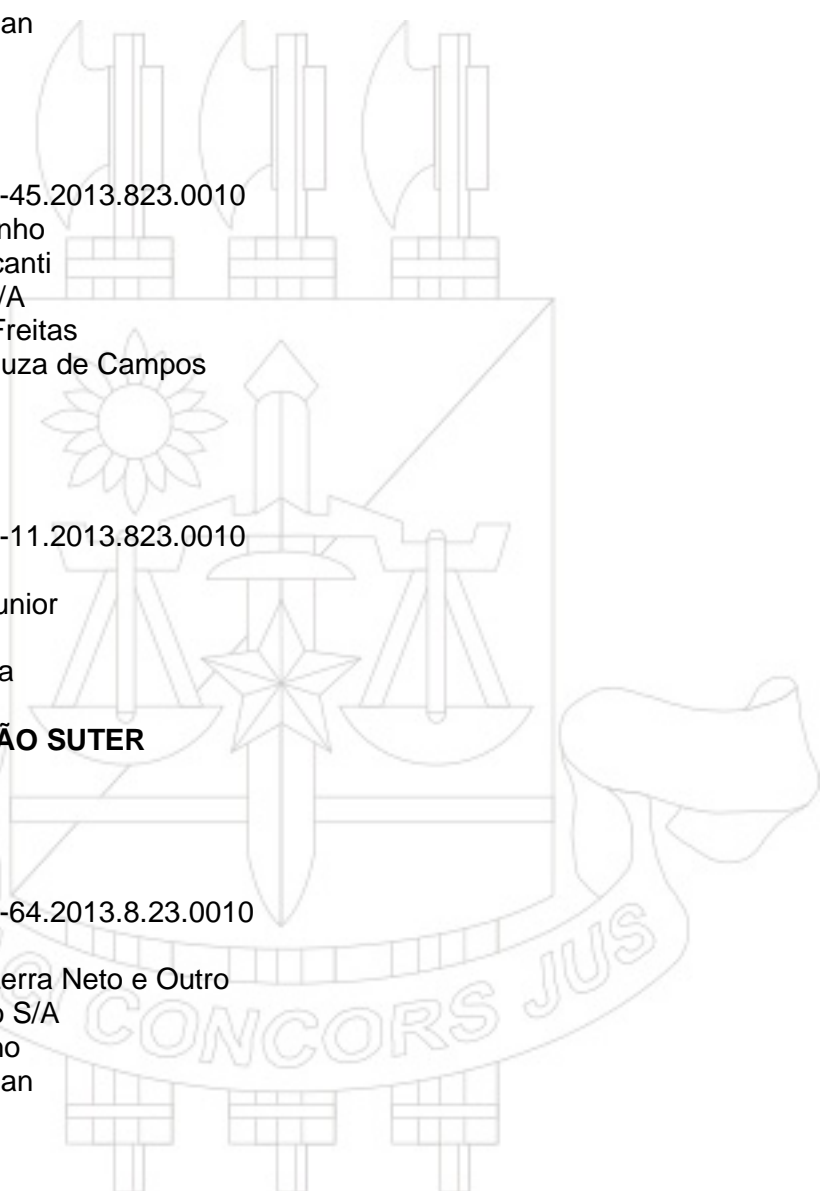 an
-45.2013.823.0010
nho
canti
/A
Freitas
uza de Campos
-11.2013.823.0010
unior
a
ÃO SUTER
-64.2013.8.23.0010
erra Neto e Outro
o S/A
no
an
CONCORS JUS